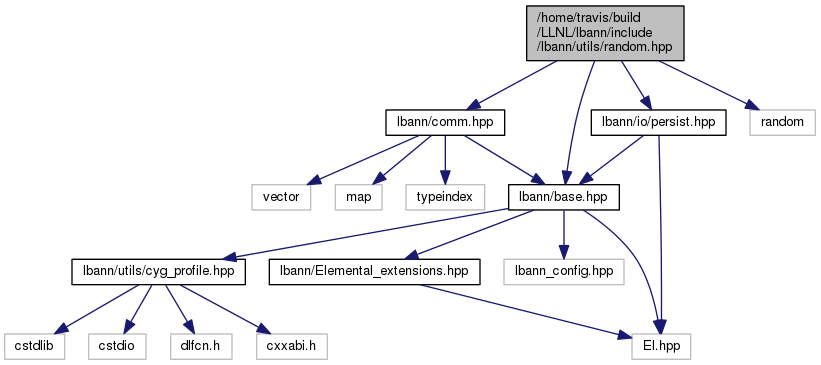 /home/travis/build
/LLNL/lbann/include
/lbann/utils/random.hpp
lbann/comm.hpp
lbann/io/persist.hpp
random
vector
map
typeindex
lbann/base.hpp
lbann/utils/cyg_profile.hpp
lbann/Elemental_extensions.hpp
lbann_config.hpp
cstdlib
cstdio
dlfcn.h
cxxabi.h
El.hpp